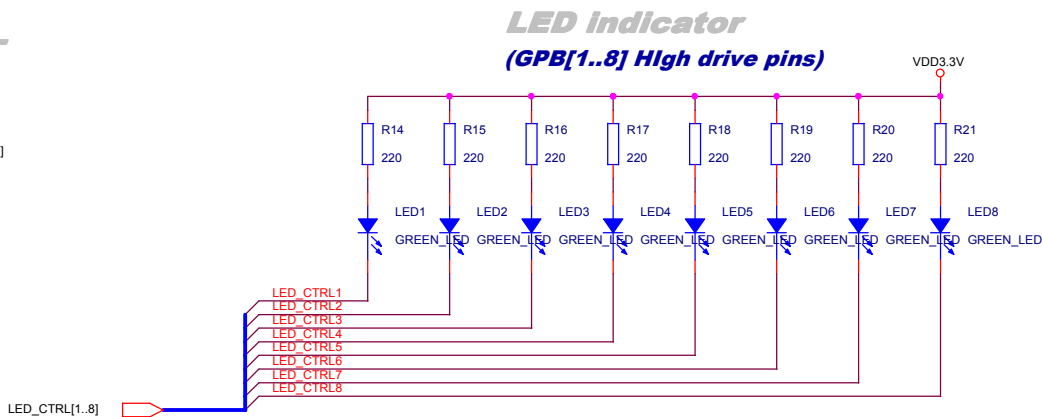 LED indicator
(GPB[1..8] HIgh drive pins)
VDD3.3V
]
R14 R15 R16 R17 R18 R19 R20 R21
220 220 220 220 220 220 220 220
LED1 LED2 LED3 LED4 LED5 LED6 LED7 LED8
GREEN_LED GREEN_LED GREEN_LED GREEN_LED GREEN_LED GREEN_LED GREEN_LED GREEN_LED
LED_CTRL1
LED_CTRL2
LED_CTRL3
LED_CTRL4
LED_CTRL5
LED_CTRL6
LED_CTRL7
LED_CTRL8
LED_CTRL[1..8]